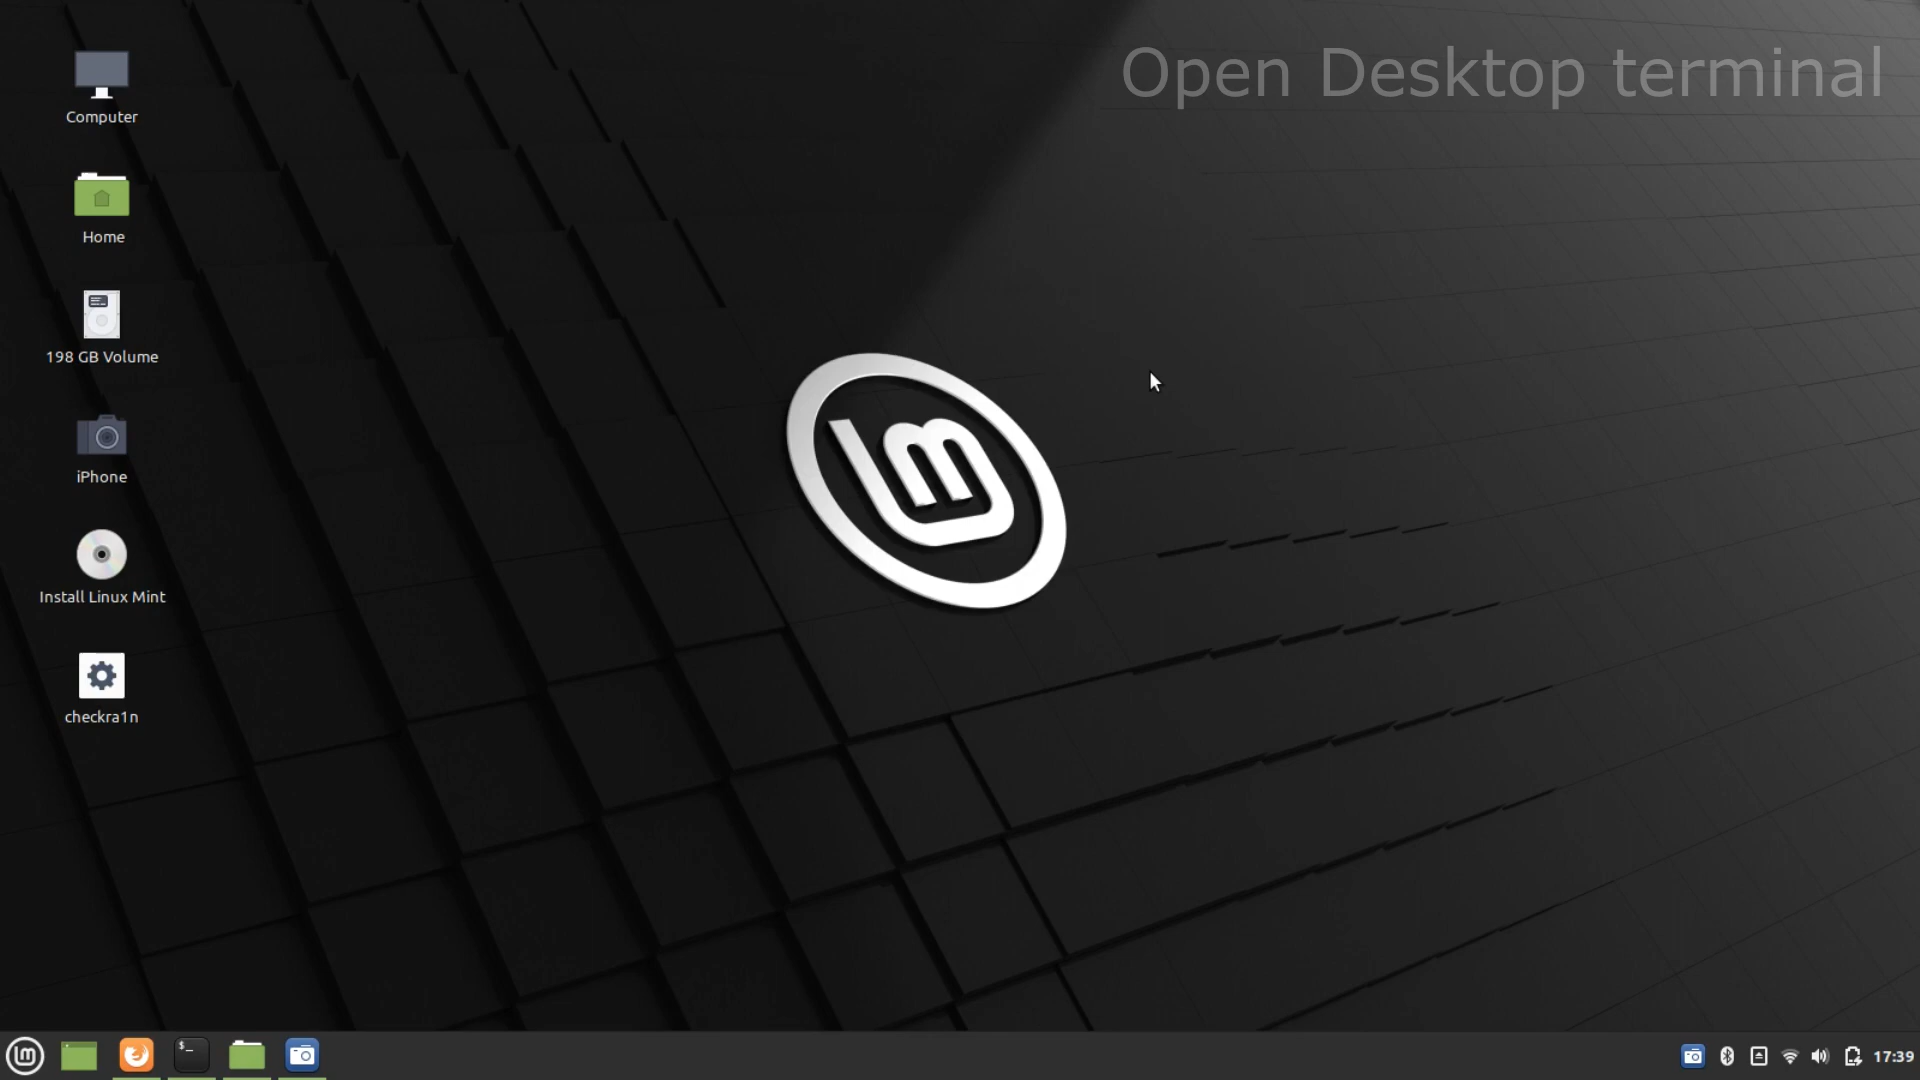 Open Desktop terminal
Computer
Home
198 GB Volume
iPhone
Install Linux Mint
checkra1n
$_
17:39